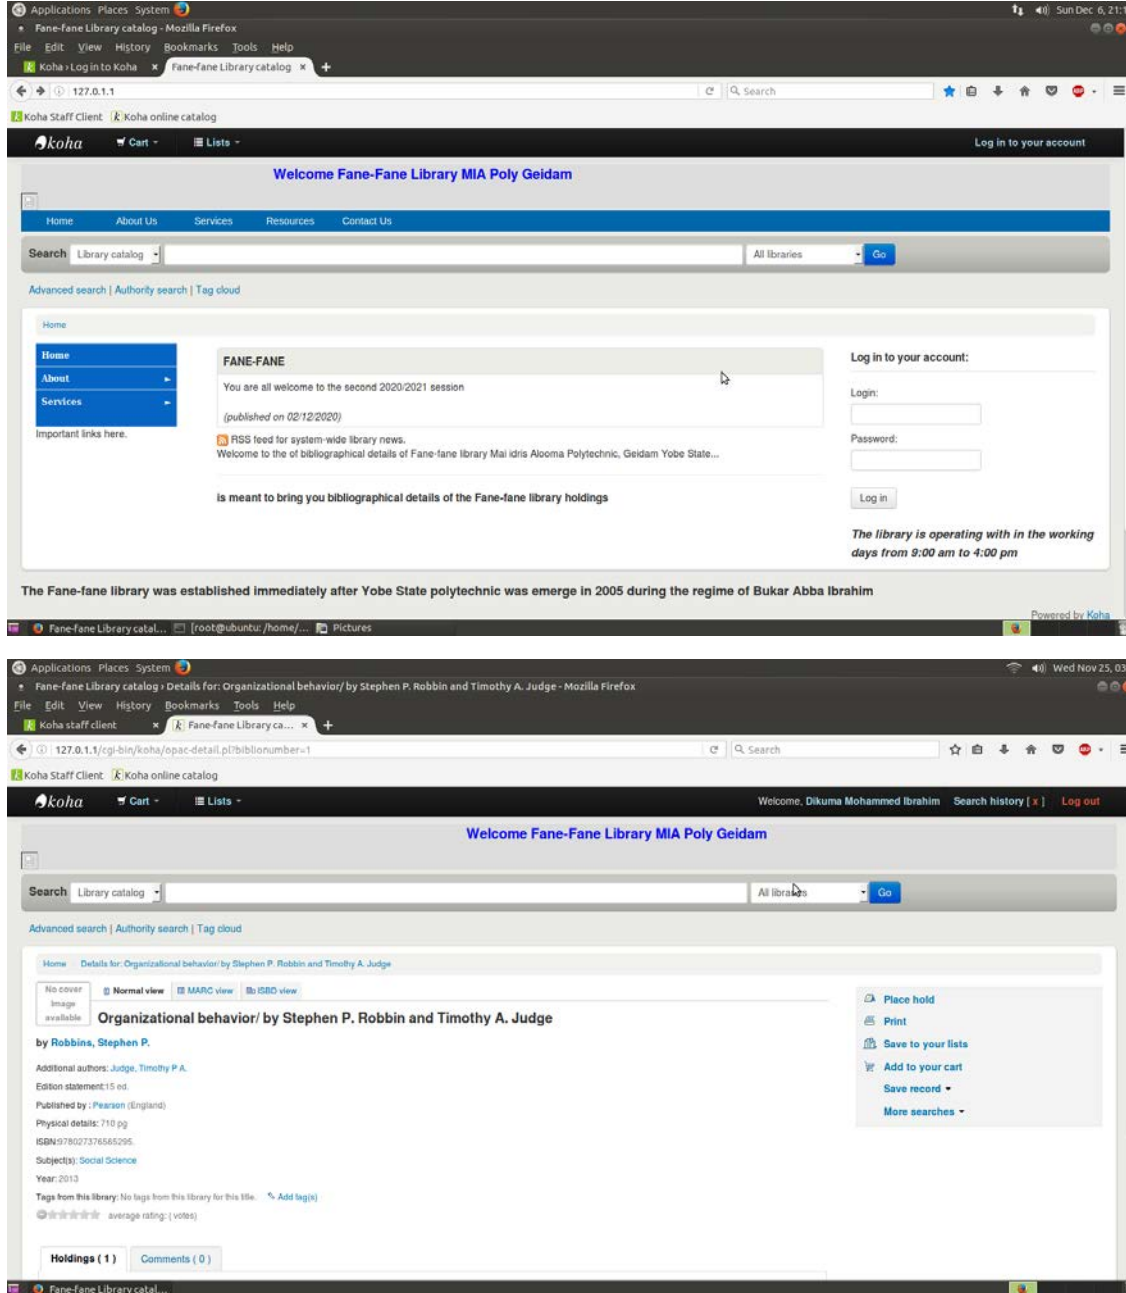 Applications Places System Sun Dec 6, 21:1
Fane-fane Library catalog - Mozilla Firefox
File Edit View History Bookmarks Tools Help
Koha › Log in to Koha × Fane-fane Library catalog × +
127.0.1.1 Search
Koha Staff Client Koha online catalog
koha Cart Lists Log in to your account
Welcome Fane-Fane Library MIA Poly Geidam
Home About Us Services Resources Contact Us
Search Library catalog All libraries Go
Advanced search | Authority search | Tag cloud
Home
Home
About
Services
Important links here.
FANE-FANE
You are all welcome to the second 2020/2021 session
(published on 02/12/2020)
RSS feed for system-wide library news.
Welcome to the of bibliographical details of Fane-fane library Mai idris Alooma Polytechnic, Geidam Yobe State...
is meant to bring you bibliographical details of the Fane-fane library holdings
Log in to your account:
Login:
Password:
Log in
The library is operating with in the working
days from 9:00 am to 4:00 pm
The Fane-fane library was established immediately after Yobe State polytechnic was emerge in 2005 during the regime of Bukar Abba Ibrahim
Powered by Koha
Fane-fane Library catal... [root@ubuntu: /home/... Pictures
Applications Places System Wed Nov 25, 03
Fane-fane Library catalog › Details for: Organizational behavior/ by Stephen P. Robbin and Timothy A. Judge - Mozilla Firefox
File Edit View History Bookmarks Tools Help
Koha staff client × Fane-fane Library ca... × +
127.0.1.1/cgi-bin/koha/opac-detail.pl?biblionumber=1 Search
Koha Staff Client Koha online catalog
koha Cart Lists Welcome, Dikuma Mohammed Ibrahim Search history [ x ] Log out
Welcome Fane-Fane Library MIA Poly Geidam
Search Library catalog All libraries Go
Advanced search | Authority search | Tag cloud
Home Details for: Organizational behavior/ by Stephen P. Robbin and Timothy A. Judge
No cover
image
available
Normal view MARC view ISBD view
Organizational behavior/ by Stephen P. Robbin and Timothy A. Judge
by Robbins, Stephen P.
Additional authors: Judge, Timothy P A.
Edition statement:15 ed.
Published by : Pearson (England)
Physical details: 710 pg
ISBN:978027376565295.
Subject(s): Social Science
Year: 2013
Tags from this library: No tags from this library for this title. Add tag(s)
average rating: ( votes)
Place hold
Print
Save to your lists
Add to your cart
Save record
More searches
Holdings ( 1 ) Comments ( 0 )
Fane-fane Library catal...